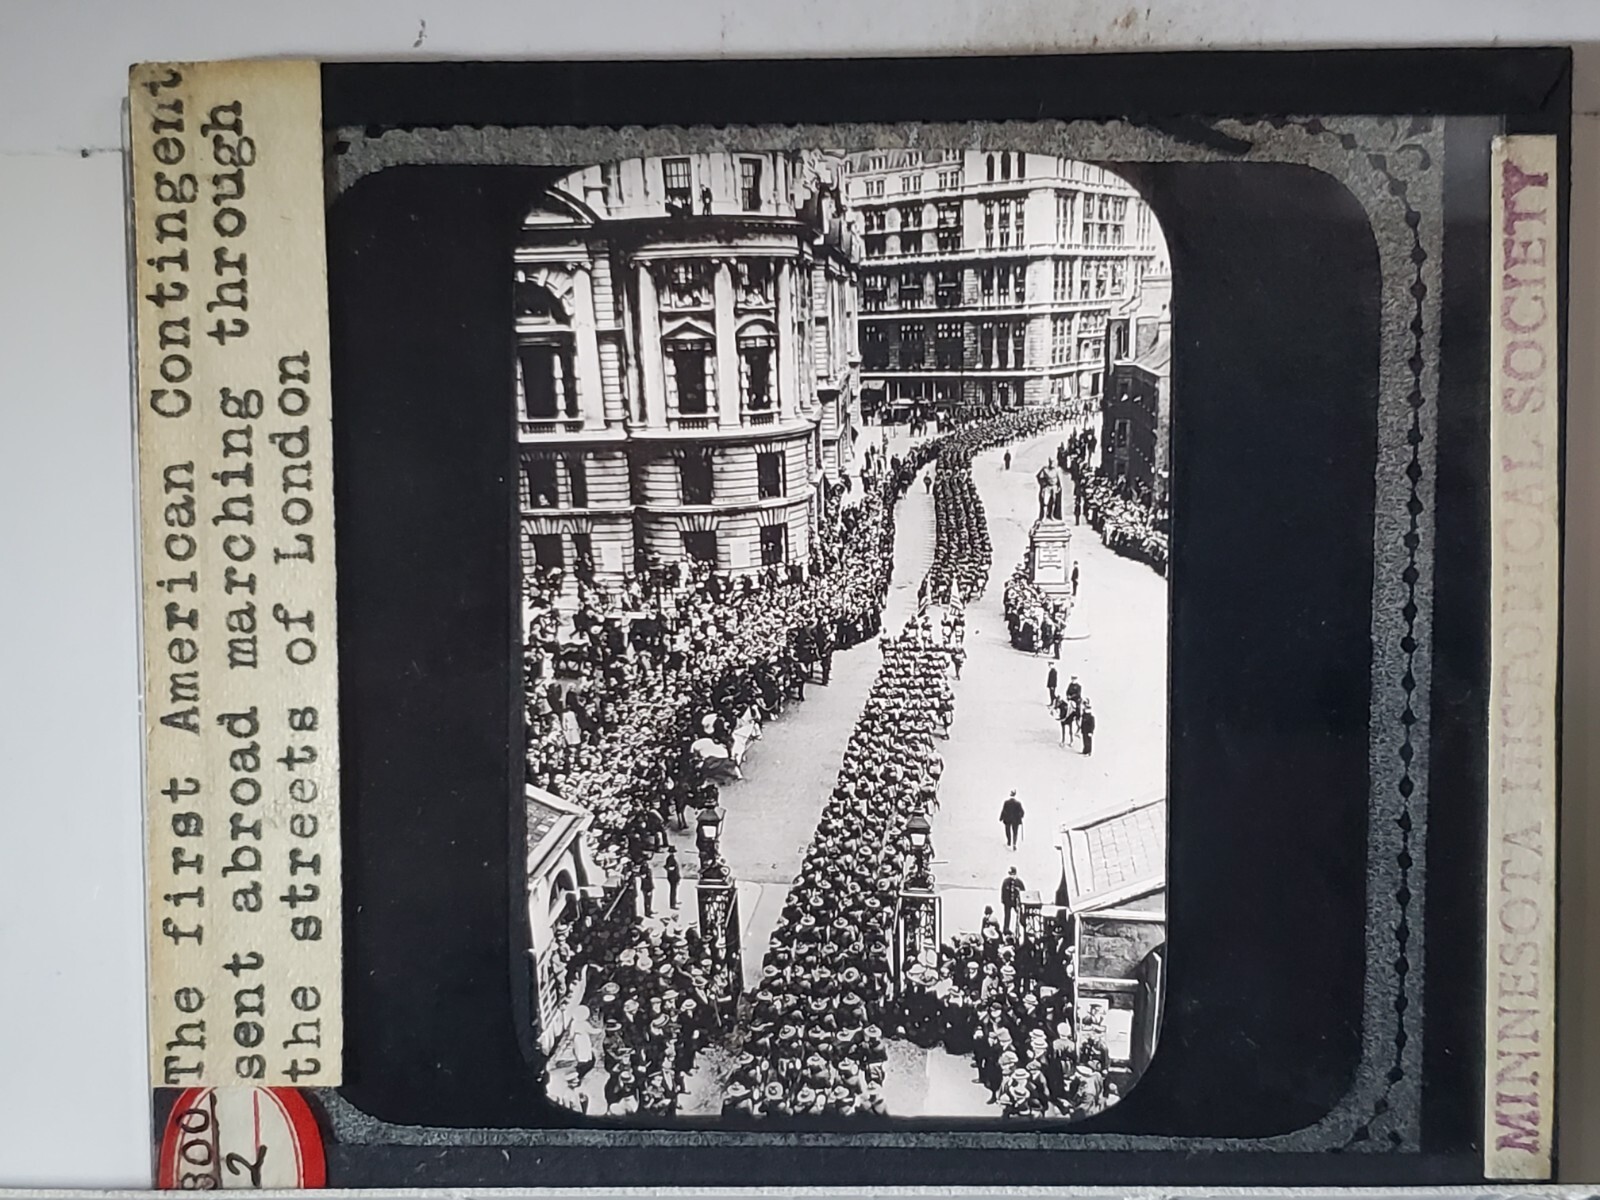 The first American Contingent
sent abroad marching through
the streets of London
300
2
MINNESOTA HISTORICAL SOCIETY